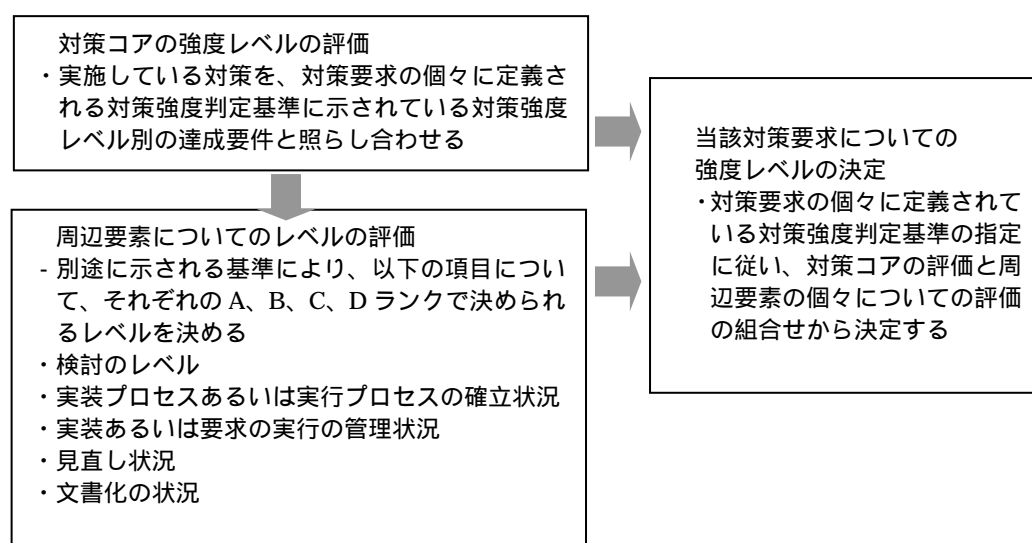 対策コアの強度レベルの評価
・実施している対策を、対策要求の個々に定義さ
れる対策強度判定基準に示されている対策強度
レベル別の達成要件と照らし合わせる
周辺要素についてのレベルの評価
- 別途に示される基準により、以下の項目につい
て、それぞれの A、B、C、D ランクで決められ
るレベルを決める
・検討のレベル
・実装プロセスあるいは実行プロセスの確立状況
・実装あるいは要求の実行の管理状況
・見直し状況
・文書化の状況
当該対策要求についての
強度レベルの決定
・対策要求の個々に定義されて
いる対策強度判定基準の指定
に従い、対策コアの評価と周
辺要素の個々についての評価
の組合せから決定する